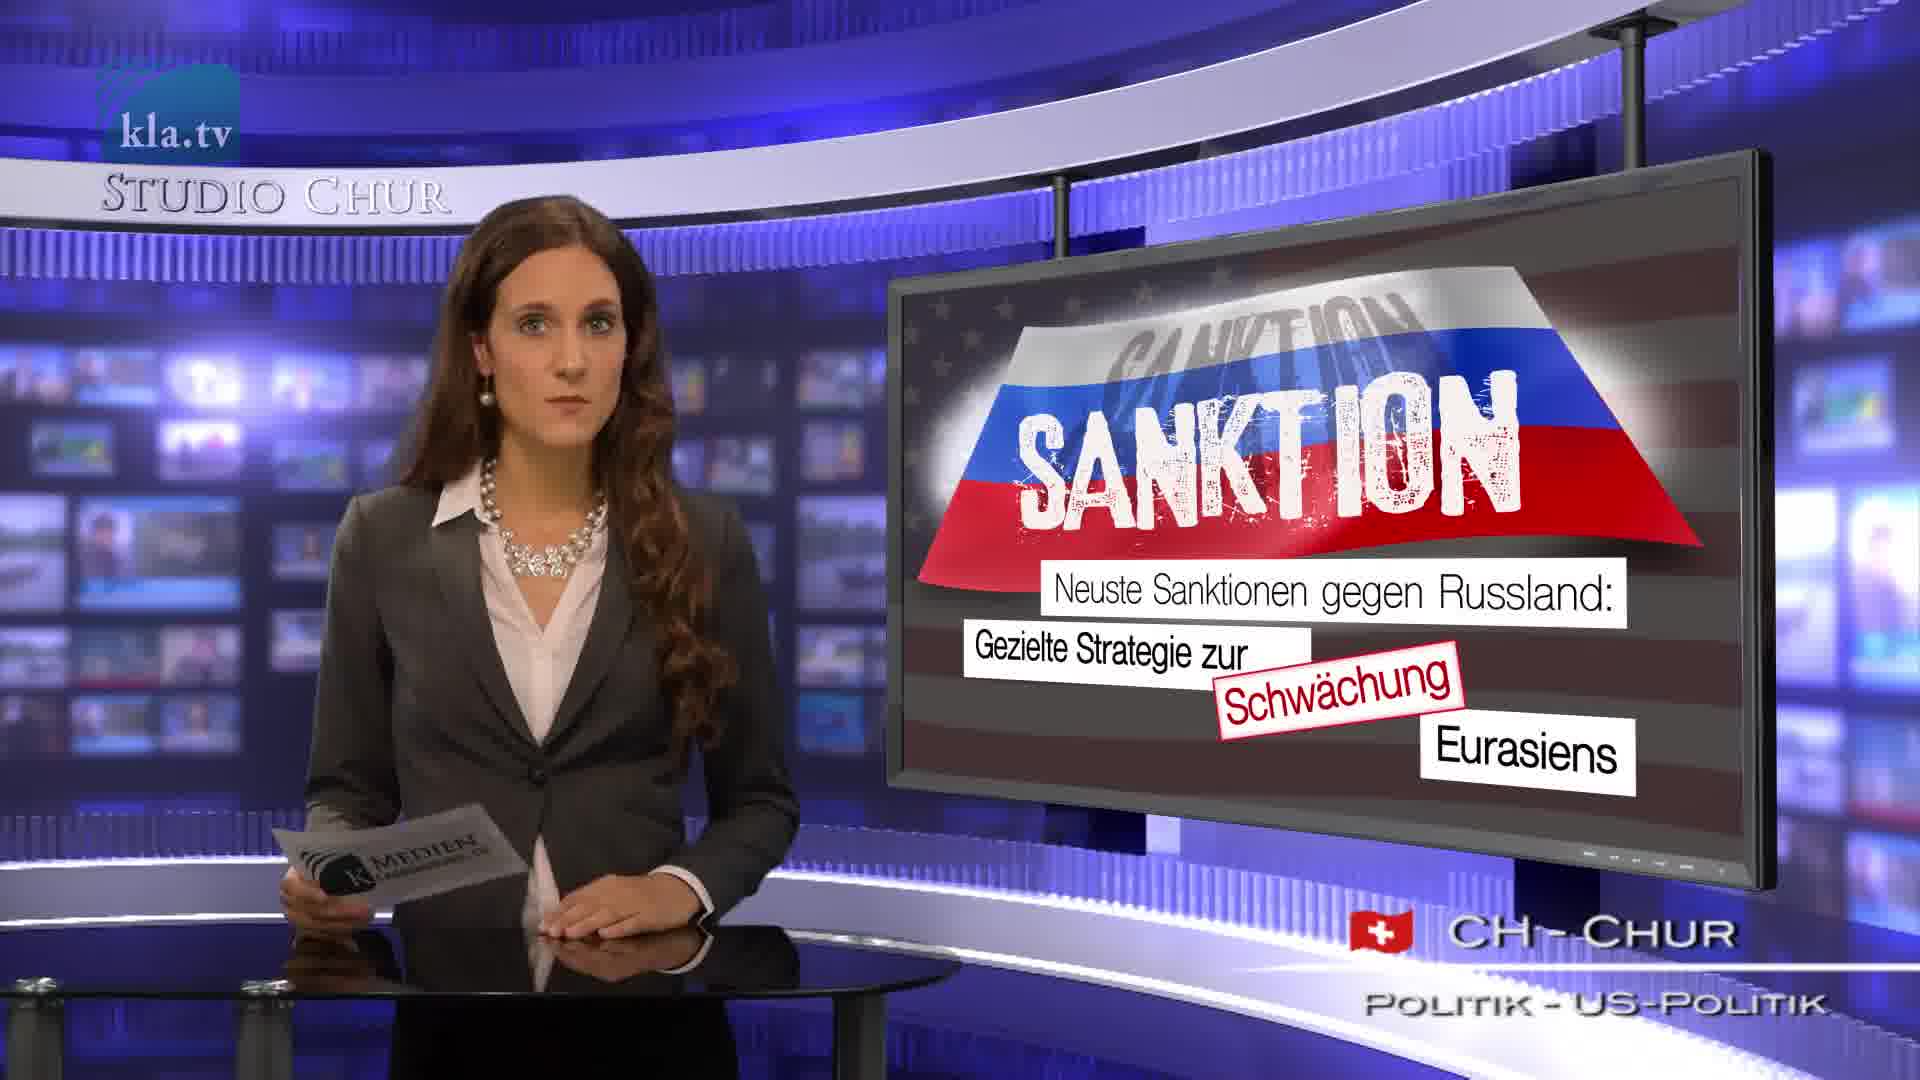 kla.tv
STUDIO CHUR
SANKTION
SANKTION
Neuste Sanktionen gegen Russland:
Gezielte Strategie zur
Schwächung
Eurasiens
K MEDIEN
CH - CHUR
POLITIK - US-POLITIK